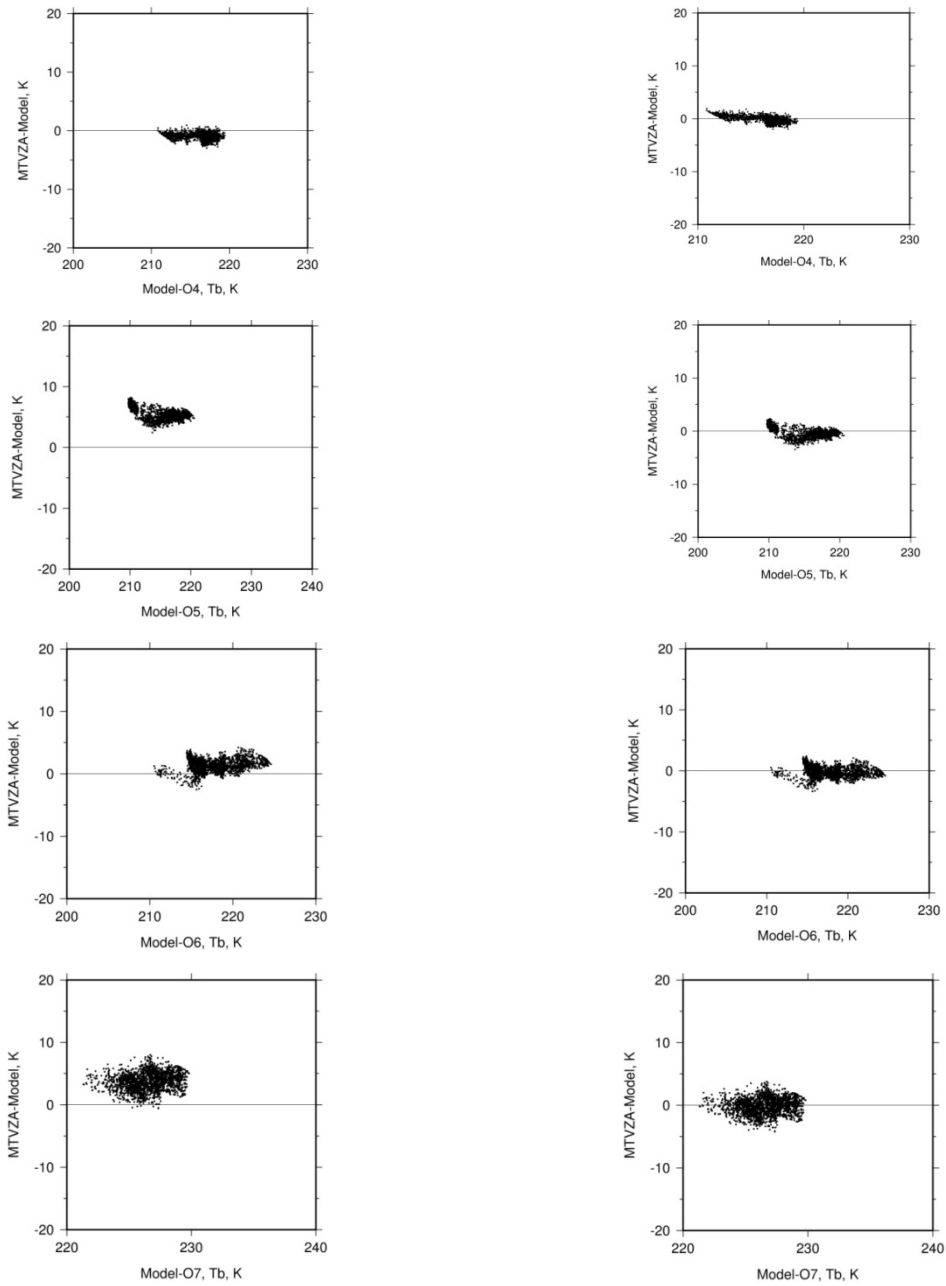 20
10
0
-10
-20
MTVZA-Model, K
200 210 220 230
Model-O4, Tb, K
20
10
0
-10
-20
MTVZA-Model, K
210 220 230
Model-O4, Tb, K
20
10
0
-10
-20
MTVZA-Model, K
200 210 220 230 240
Model-O5, Tb, K
20
10
0
-10
-20
MTVZA-Model, K
200 210 220 230
Model-O5, Tb, K
20
10
0
-10
-20
MTVZA-Model, K
200 210 220 230
Model-O6, Tb, K
20
10
0
-10
-20
MTVZA-Model, K
200 210 220 230
Model-O6, Tb, K
20
10
0
-10
-20
MTVZA-Model, K
220 230 240
Model-O7, Tb, K
20
10
0
-10
-20
MTVZA-Model, K
220 230 240
Model-O7, Tb, K